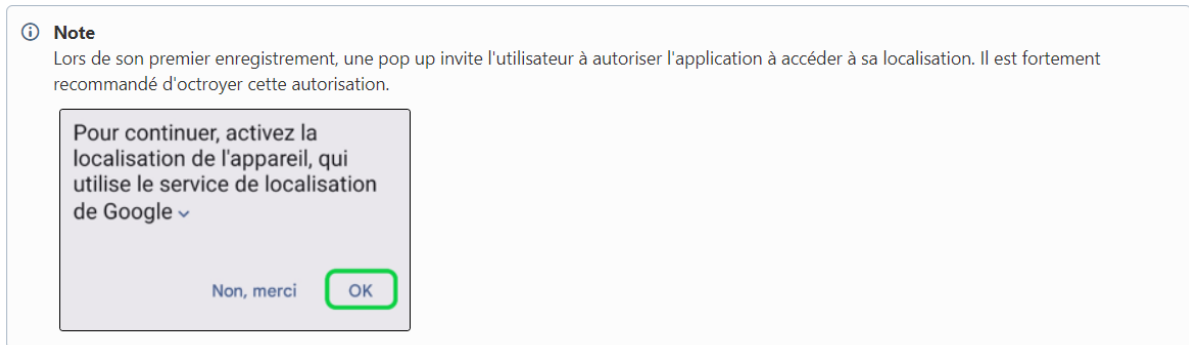 Note
Lors de son premier enregistrement, une pop up invite l'utilisateur à autoriser l'application à accéder à sa localisation. Il est fortement
recommandé d'octroyer cette autorisation.
Pour continuer, activez la
localisation de l'appareil, qui
utilise le service de localisation
de Google
Non, merci OK